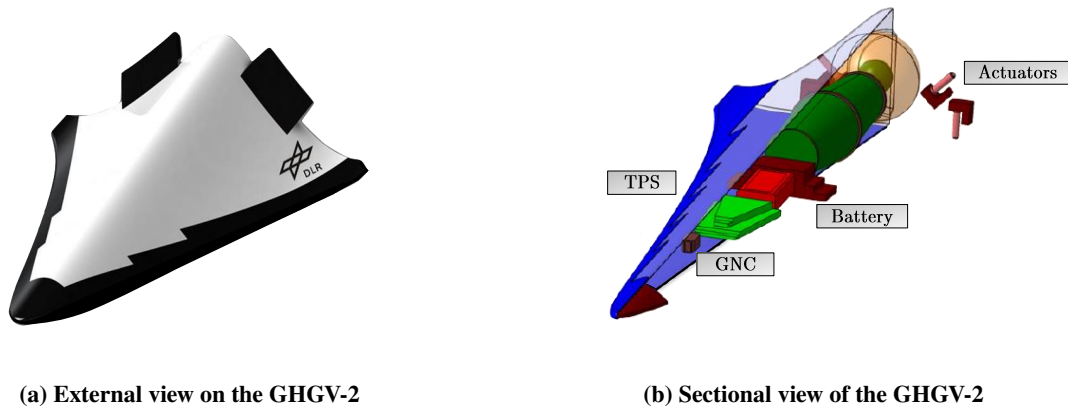 DLR
Actuators
TPS
Battery
GNC
(a) External view on the GHGV-2
(b) Sectional view of the GHGV-2